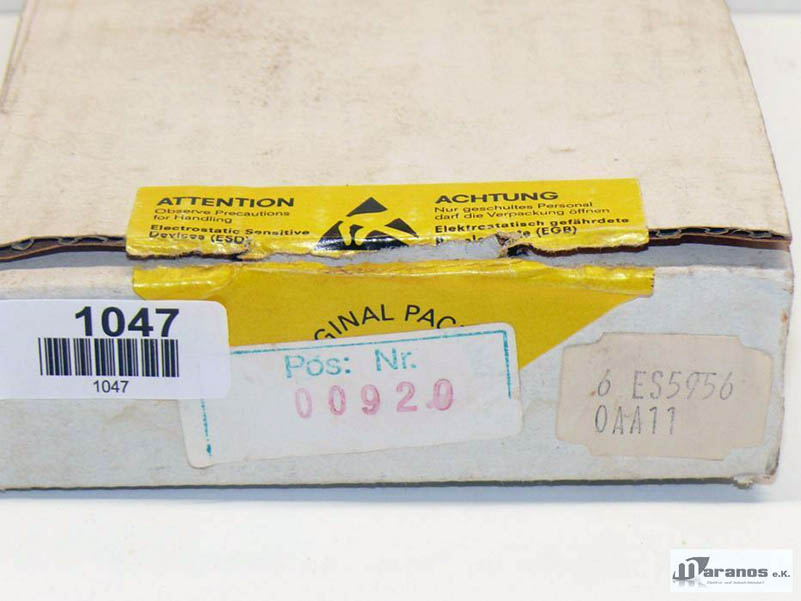 ATTENTION
Observe Precautions
for Handling
Electrostatic Sensitive
Devices (ESD)
ACHTUNG
Nur geschultes Personal
darf die Verpackung öffnen
Elektrostatisch gefährdete
(EGB)
GINAL PAC
1047
1047
Pos: Nr.
00920
6 ES5956
0AA11
Maranos e.K.